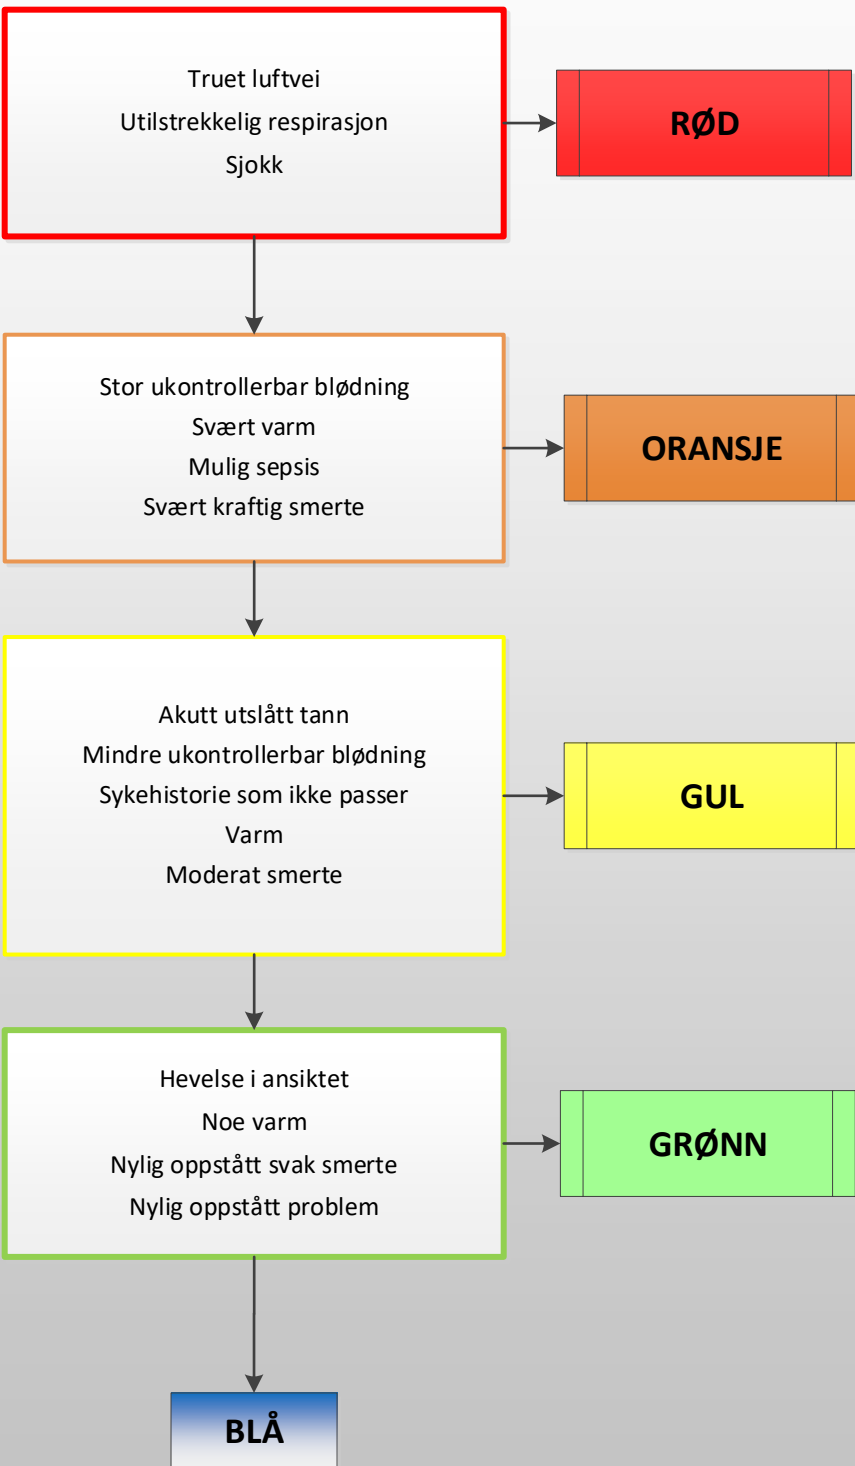 Truet luftvei
Utilstrekkelig respirasjon
Sjokk
RØD
Stor ukontrollerbar blødning
Svært varm
Mulig sepsis
Svært kraftig smerte
ORANSJE
Akutt utslått tann
Mindre ukontrollerbar blødning
Sykehistorie som ikke passer
Varm
Moderat smerte
GUL
Hevelse i ansiktet
Noe varm
Nylig oppstått svak smerte
Nylig oppstått problem
GRØNN
BLÅ